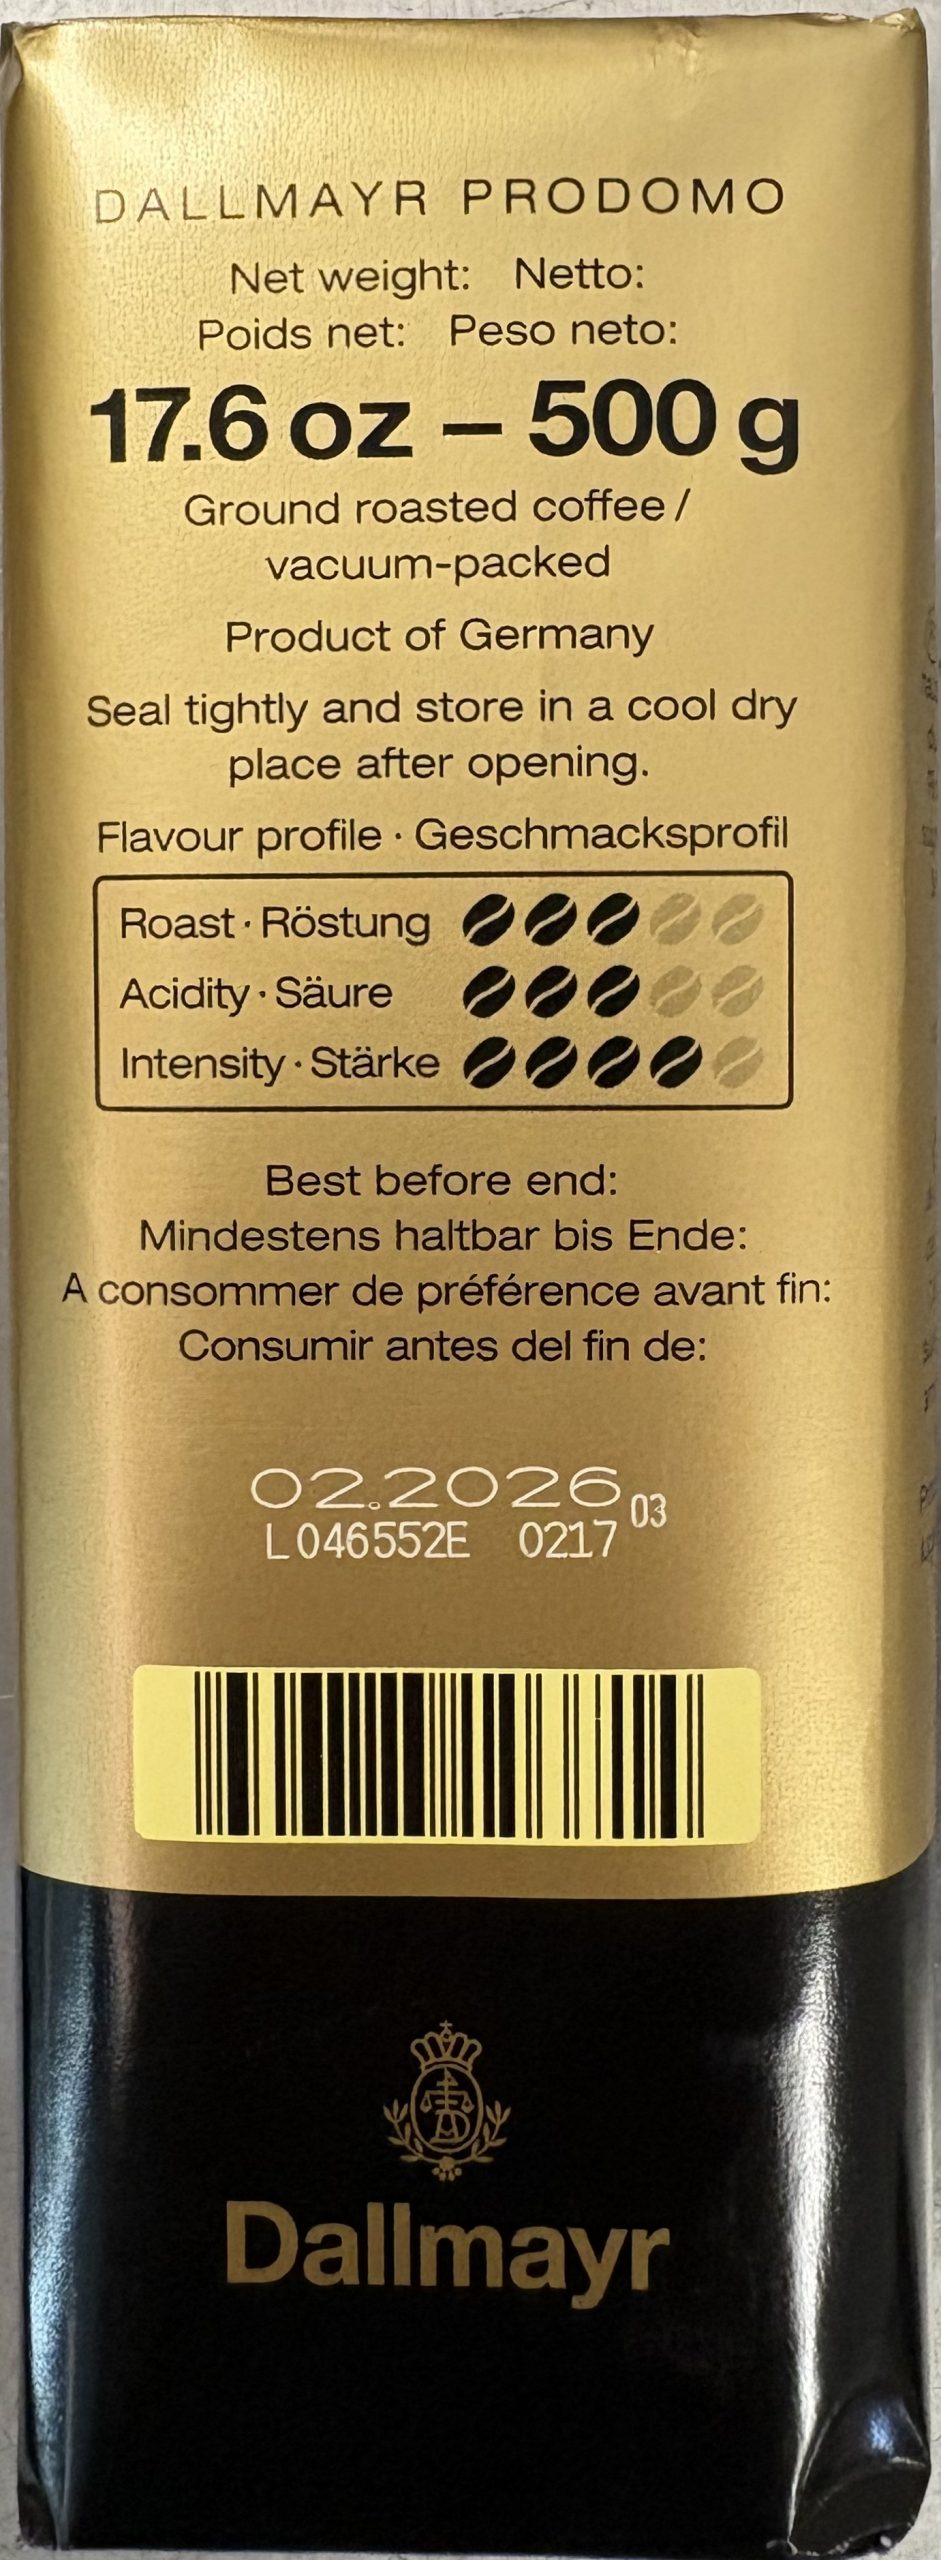 DALLMAYR PRODOMO
Net weight: Netto:
Poids net: Peso neto:
17.6 oz – 500 g
Ground roasted coffee /
vacuum-packed
Product of Germany
Seal tightly and store in a cool dry
place after opening.
Flavour profile · Geschmacksprofil
Roast · Röstung
Acidity · Säure
Intensity · Stärke
Best before end:
Mindestens haltbar bis Ende:
A consommer de préférence avant fin:
Consumir antes del fin de:
02.2026 03
L046552E 0217
Dallmayr